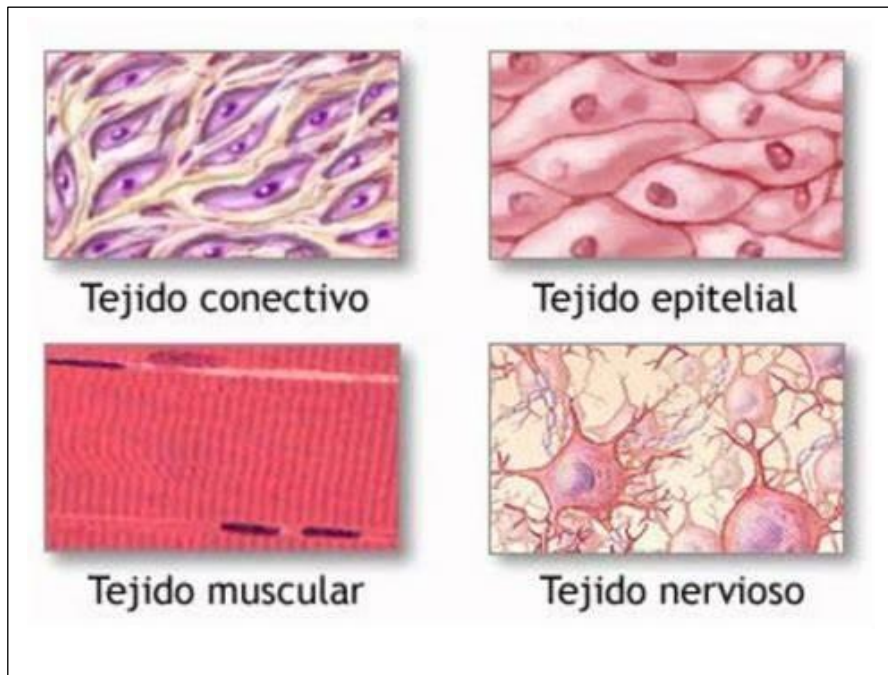 Tejido conectivo
Tejido epitelial
Tejido muscular
Tejido nervioso